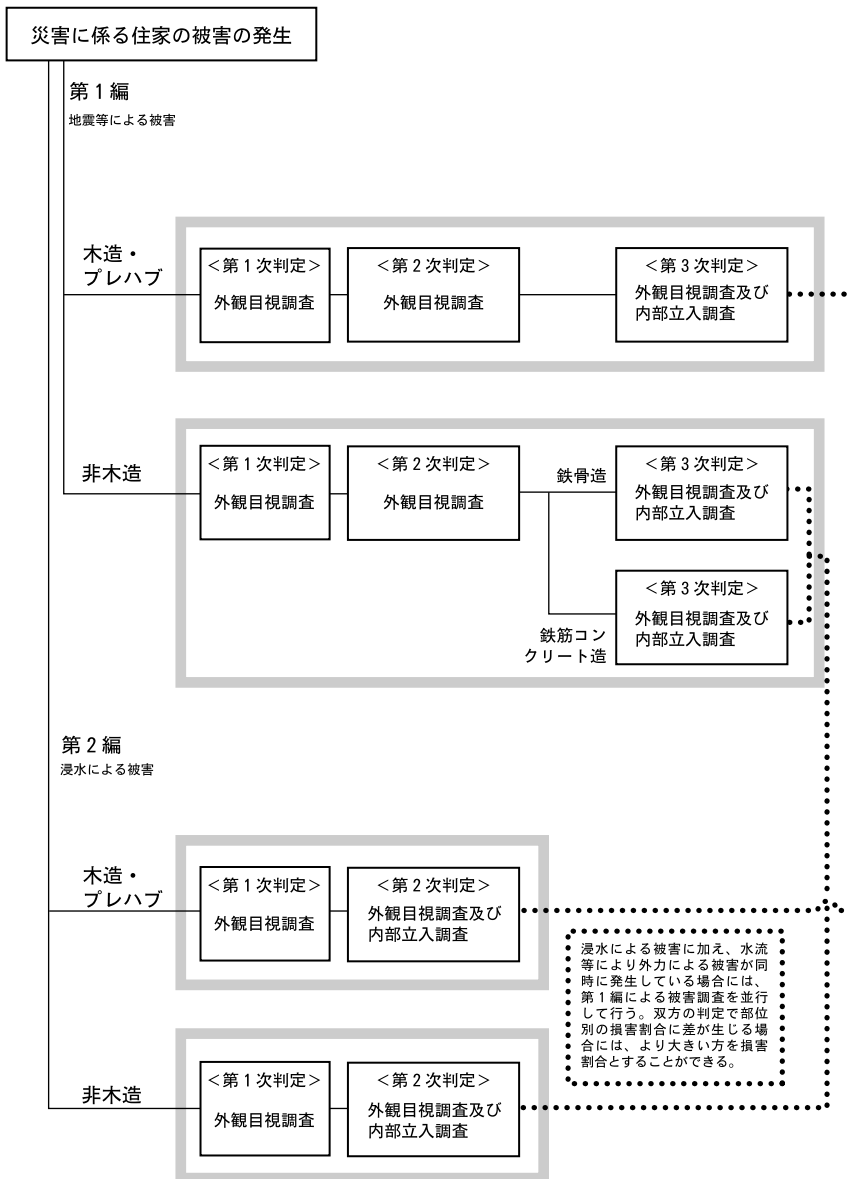 災害に係る住家の被害の発生
第1編
地震等による被害
木造・
プレハブ
＜第1次判定＞
外観目視調査
＜第2次判定＞
外観目視調査
＜第3次判定＞
外観目視調査及び
内部立入調査
非木造
＜第1次判定＞
外観目視調査
＜第2次判定＞
外観目視調査
鉄骨造
＜第3次判定＞
外観目視調査及び
内部立入調査
鉄筋コン
クリート造
＜第3次判定＞
外観目視調査及び
内部立入調査
第2編
浸水による被害
木造・
プレハブ
＜第1次判定＞
外観目視調査
＜第2次判定＞
外観目視調査及び
内部立入調査
浸水による被害に加え、水流
等により外力による被害が同
時に発生している場合には、
第1編による被害調査を並行
して行う。双方の判定で部位
別の損害割合に差が生じる場
合には、より大きい方を損害
割合とすることができる。
非木造
＜第1次判定＞
外観目視調査
＜第2次判定＞
外観目視調査及び
内部立入調査